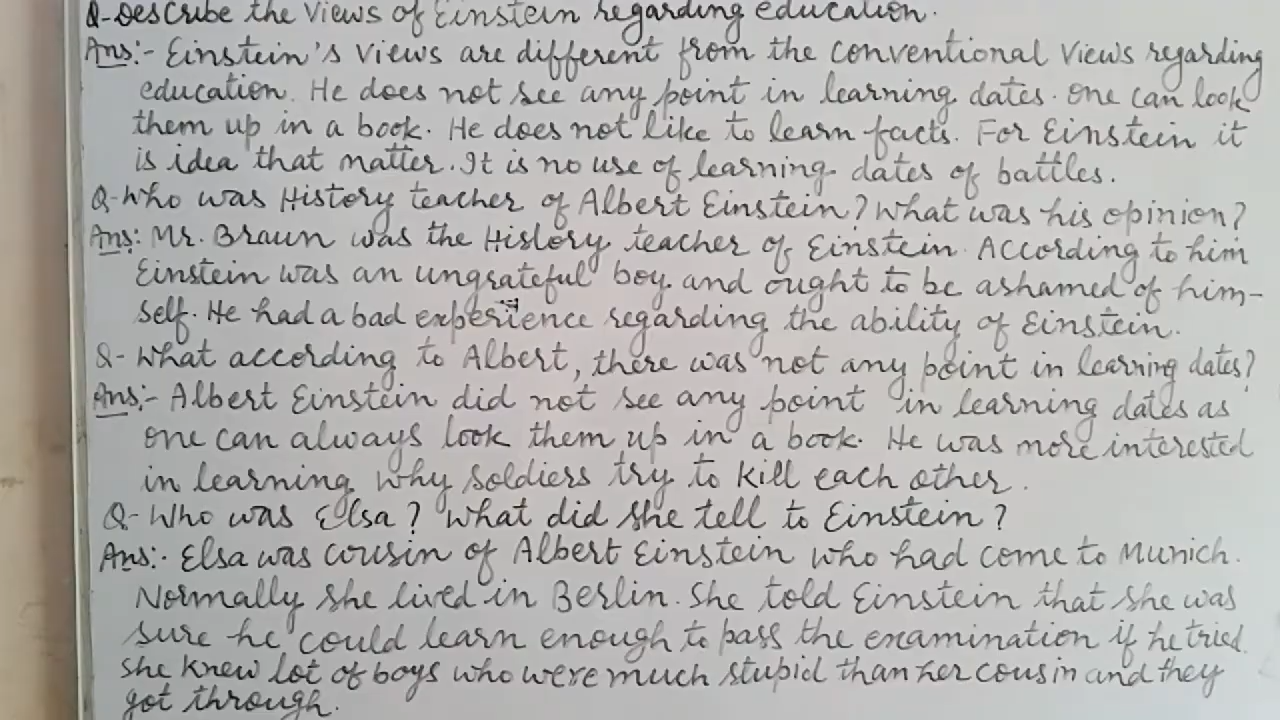 Q-Describe the views of Einstein regarding education.
Ans:- Einstein's views are different from the conventional views regarding
education. He does not see any point in learning dates. One can look
them up in a book. He does not like to learn facts. For Einstein it
is idea that matter. It is no use of learning dates of battles.
Q-Who was History teacher of Albert Einstein? What was his opinion?
Ans: Mr. Braun was the History teacher of Einstein. According to him
Einstein was an ungrateful boy and ought to be ashamed of him-
self. He had a bad experience regarding the ability of Einstein.
Q- What according to Albert, there was not any point in learning dates?
Ans:- Albert Einstein did not see any point in learning dates as
one can always look them up in a book. He was more interested
in learning why soldiers try to kill each other.
Q-Who was Elsa? What did she tell to Einstein?
Ans:- Elsa was cousin of Albert Einstein who had come to Munich.
Normally she lived in Berlin. She told Einstein that she was
sure he could learn enough to pass the examination if he tried.
she knew lot of boys who were much stupid than her cousin and they
got through.